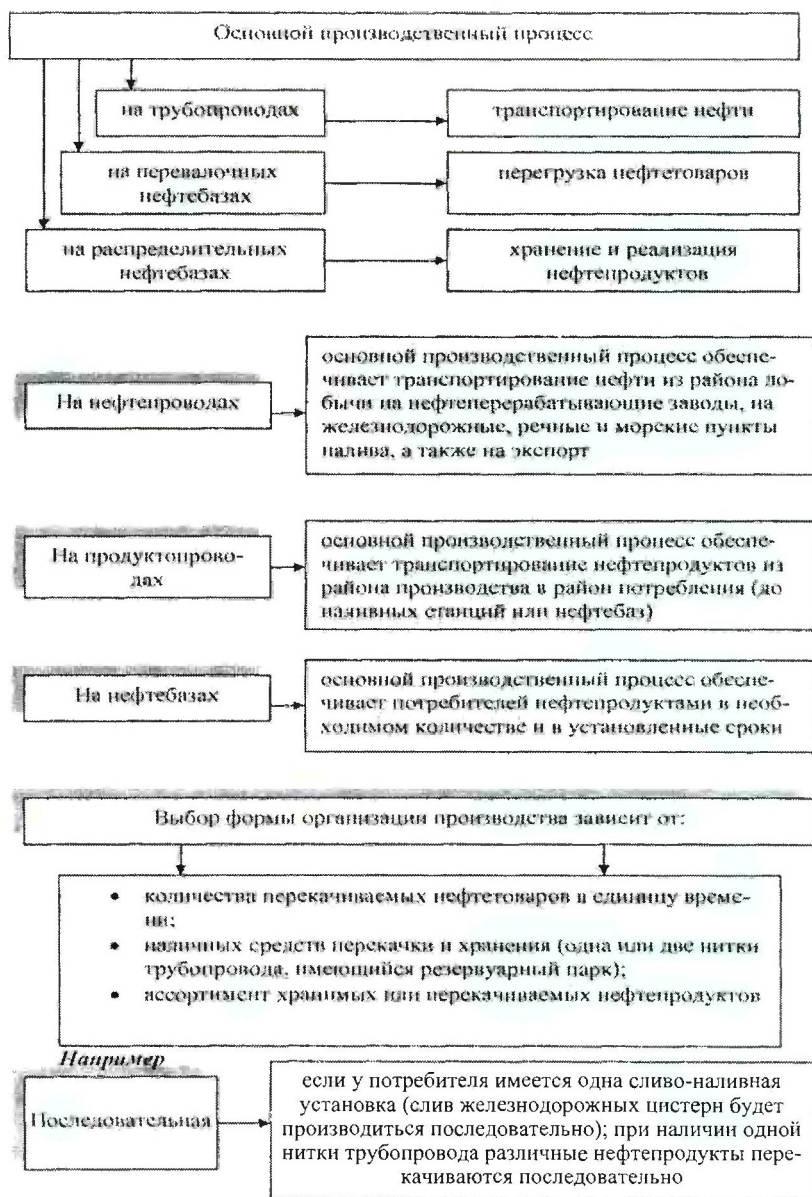 Основной производственный процесс
на трубопроводах
транспортирование нефти
на перевалочных
нефтебазах
перегрузка нефтетоваров
на распределительных
нефтебазах
хранение и реализация
нефтепродуктов
На нефтепроводах
основной производственный процесс обеспе-
чивает транспортирование нефти из района до-
бычи на нефтеперерабатывающие заводы, на
железнодорожные, речные и морские пункты
налива, а также на экспорт
На продуктопрово-
дах
основной производственный процесс обеспе-
чивает транспортирование нефтепродуктов из
района производства в район потребления (до
наливных станций или нефтебаз)
На нефтебазах
основной производственный процесс обеспе-
чивает потребителей нефтепродуктами в необ-
ходимом количестве и в установленные сроки
Выбор формы организации производства зависит от:
• количества перекачиваемых нефтетоваров в единицу време-
ни;
• наличных средств перекачки и хранения (одна или две нитки
трубопровода, имеющийся резервуарный парк);
• ассортимент хранимых или перекачиваемых нефтепродуктов
Например
Последовательная
если у потребителя имеется одна сливо-наливная
установка (слив железнодорожных цистерн будет
производиться последовательно); при наличии одной
нитки трубопровода различные нефтепродукты пере-
качиваются последовательно